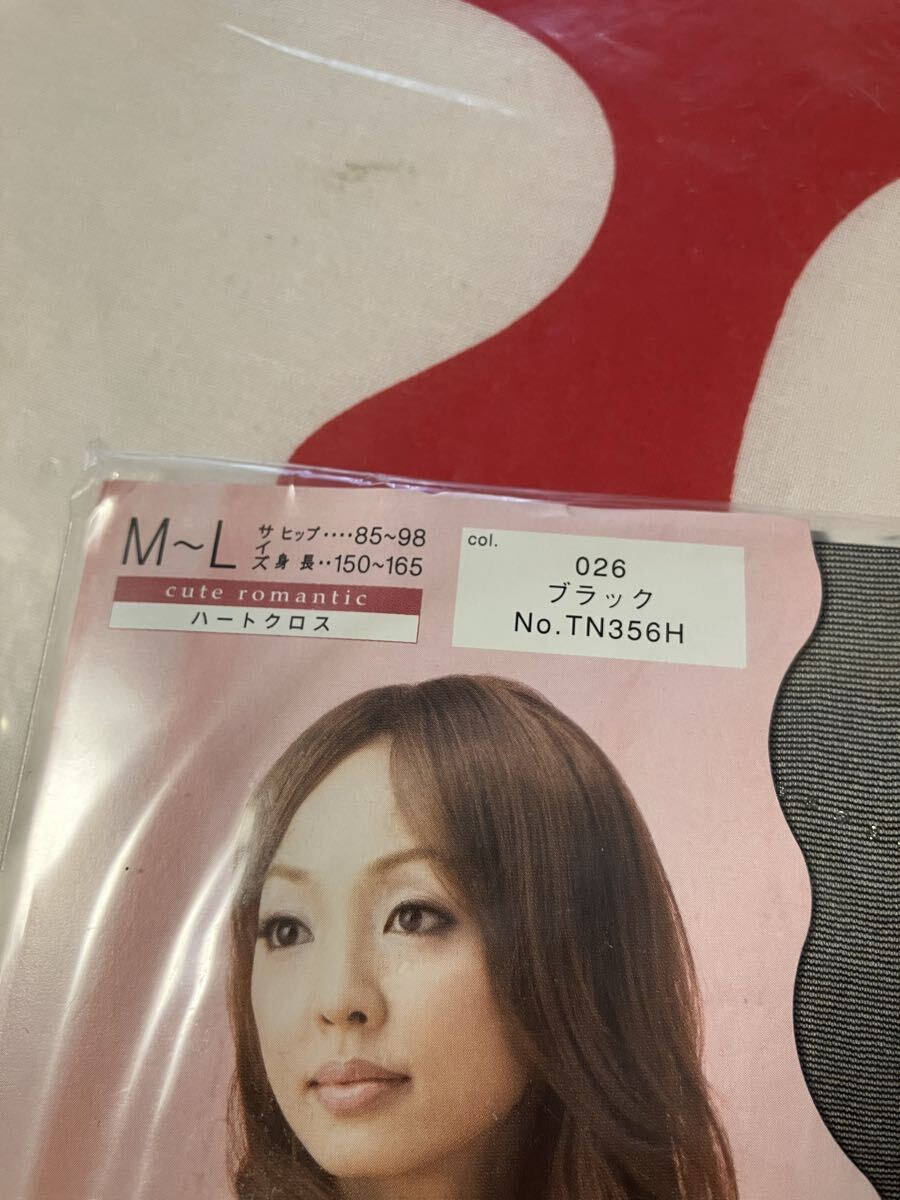 M~L
サイズ
ヒップ‥‥85~98
身長‥150~165
cute romantic
ハートクロス
col.
026
ブラック
No.TN356H